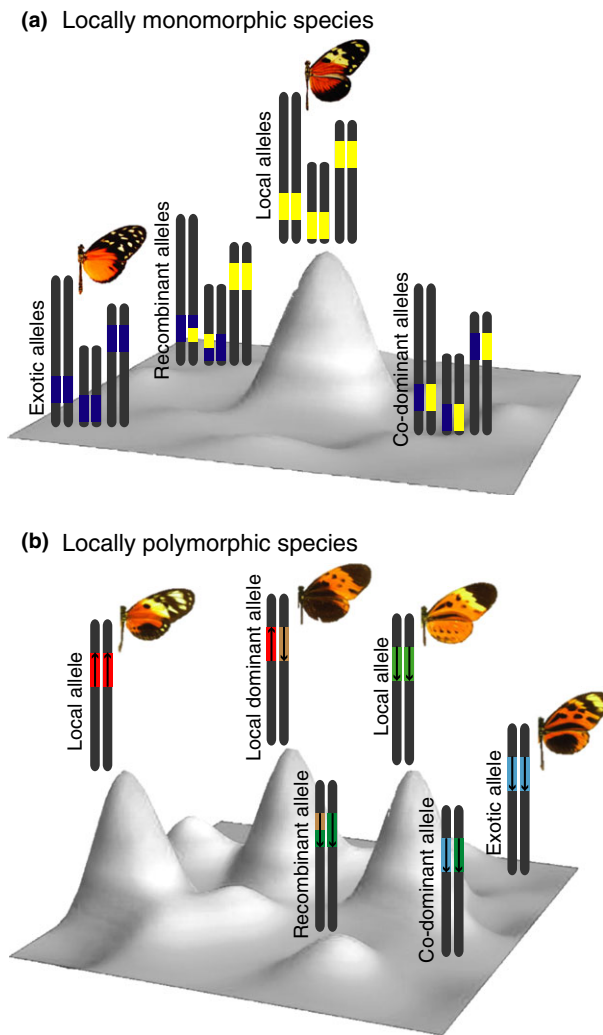 (a) Locally monomorphic species
Local alleles
Recombinant alleles
Exotic alleles
Co-dominant alleles
(b) Locally polymorphic species
Local allele
Local dominant allele
Local allele
Exotic allele
Recombinant allele
Co-dominant allele